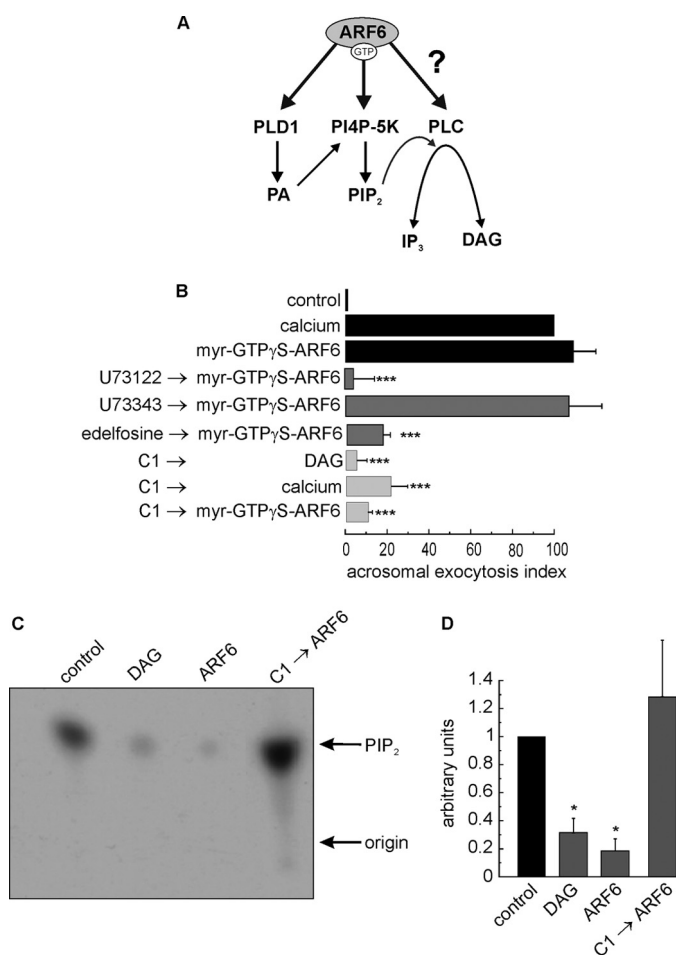 A
ARF6
GTP
?
PLD1 PI4P-5K PLC
PA PIP₂
IP₃ DAG
B
control
calcium
myr-GTPγS-ARF6
U73122 → myr-GTPγS-ARF6 ***
U73343 → myr-GTPγS-ARF6
edelfosine → myr-GTPγS-ARF6 ***
C1 → DAG ***
C1 → calcium ***
C1 → myr-GTPγS-ARF6 ***
0 20 40 60 80 100
acrosomal exocytosis index
C
control DAG ARF6 C1 → ARF6
PIP₂
origin
D
arbitrary units
1.4
1.2
1
0.8
0.6
0.4
0.2
0
* *
control DAG ARF6 C1 → ARF6